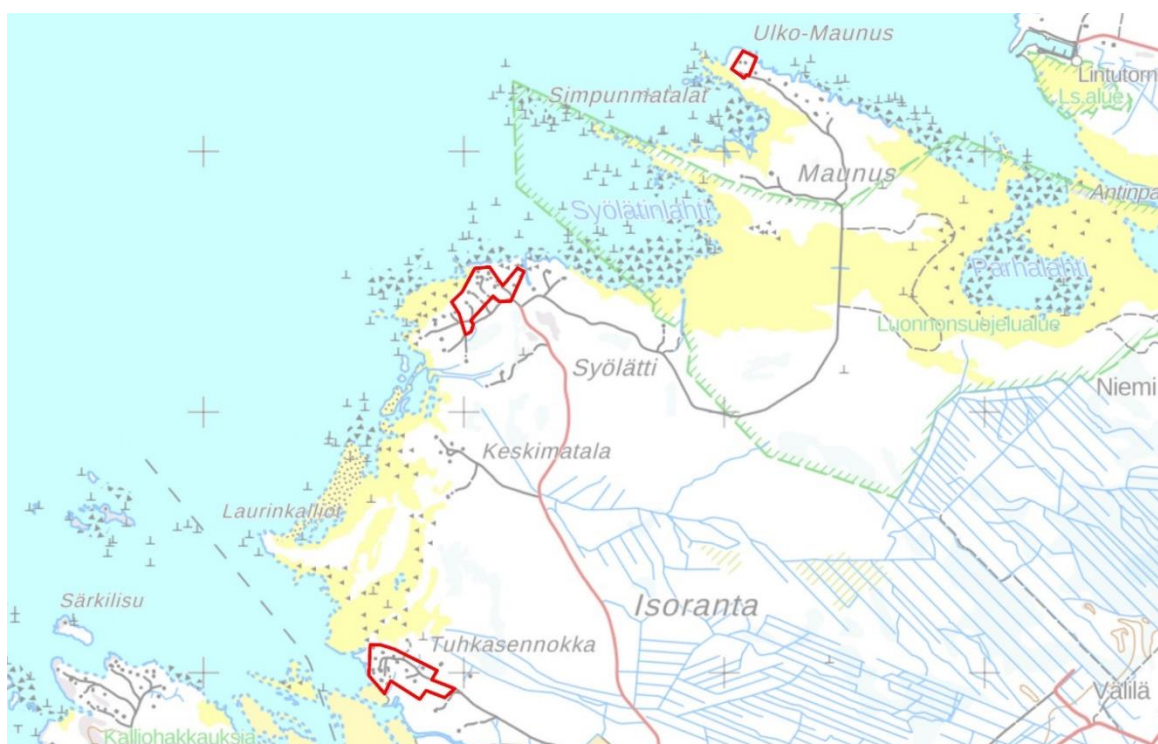 Ulko-Maunus
Lintutorn
Ls.alue
Simpunmatalat
Maunus
Antinpa
Syölätinlahti
Parhalahti
Luonnonsuojelualue
Syölätti
Niemi
Keskimatala
Laurinkalliot
Isoranta
Särkilisu
Tuhkasennokka
Välilä
Kalliohakkauksia